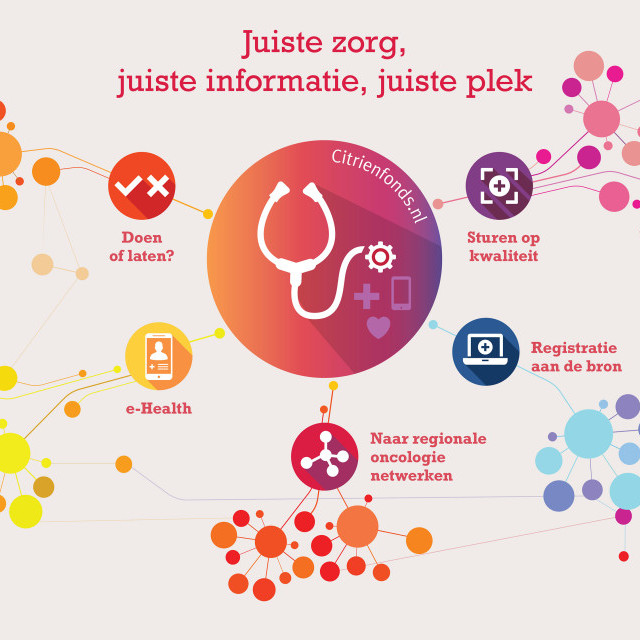 Juiste zorg,
juiste informatie, juiste plek
Citrienfonds.nl
Doen
of laten?
Sturen op
kwaliteit
e-Health
Registratie
aan de bron
Naar regionale
oncologie
netwerken